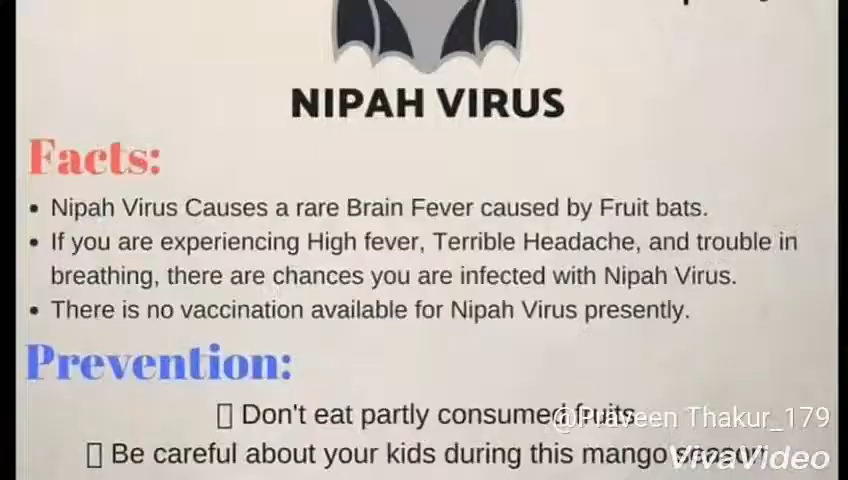 NIPAH VIRUS
Facts:
• Nipah Virus Causes a rare Brain Fever caused by Fruit bats.
• If you are experiencing High fever, Terrible Headache, and trouble in
breathing, there are chances you are infected with Nipah Virus.
• There is no vaccination available for Nipah Virus presently.
Prevention:
Don't eat partly consumed fruits
@Praveen Thakur_179
Be careful about your kids during this mango season
VivaVideo